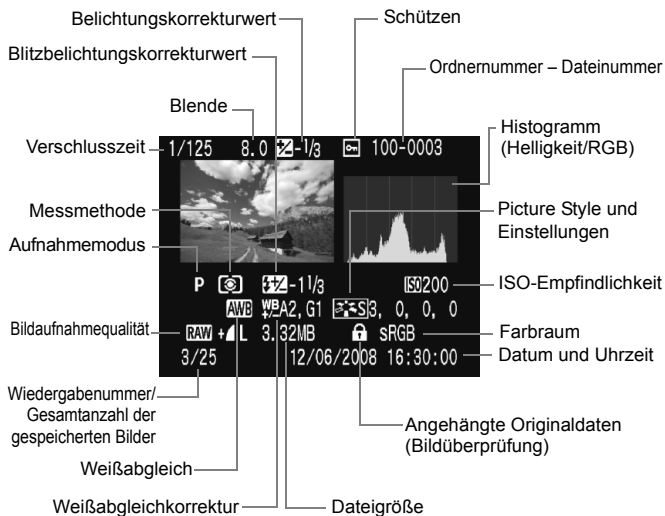 Belichtungskorrekturwert
Schützen
Blitzbelichtungskorrekturwert
Ordnernummer – Dateinummer
Blende
Histogramm
(Helligkeit/RGB)
Verschlusszeit
1/125 8.0 -1/3 100-0003
Messmethode
Picture Style und
Einstellungen
Aufnahmemodus
P -1 1/3 ISO200
ISO-Empfindlichkeit
AWB WB A2, G1 S3, 0, 0, 0
Bildaufnahmequalität
RAW + L 3.32MB sRGB
Farbraum
3/25 12/06/2008 16:30:00
Datum und Uhrzeit
Wiedergabenummer/
Gesamtanzahl der
gespeicherten Bilder
Angehängte Originaldaten
(Bildüberprüfung)
Weißabgleich
Weißabgleichkorrektur
Dateigröße